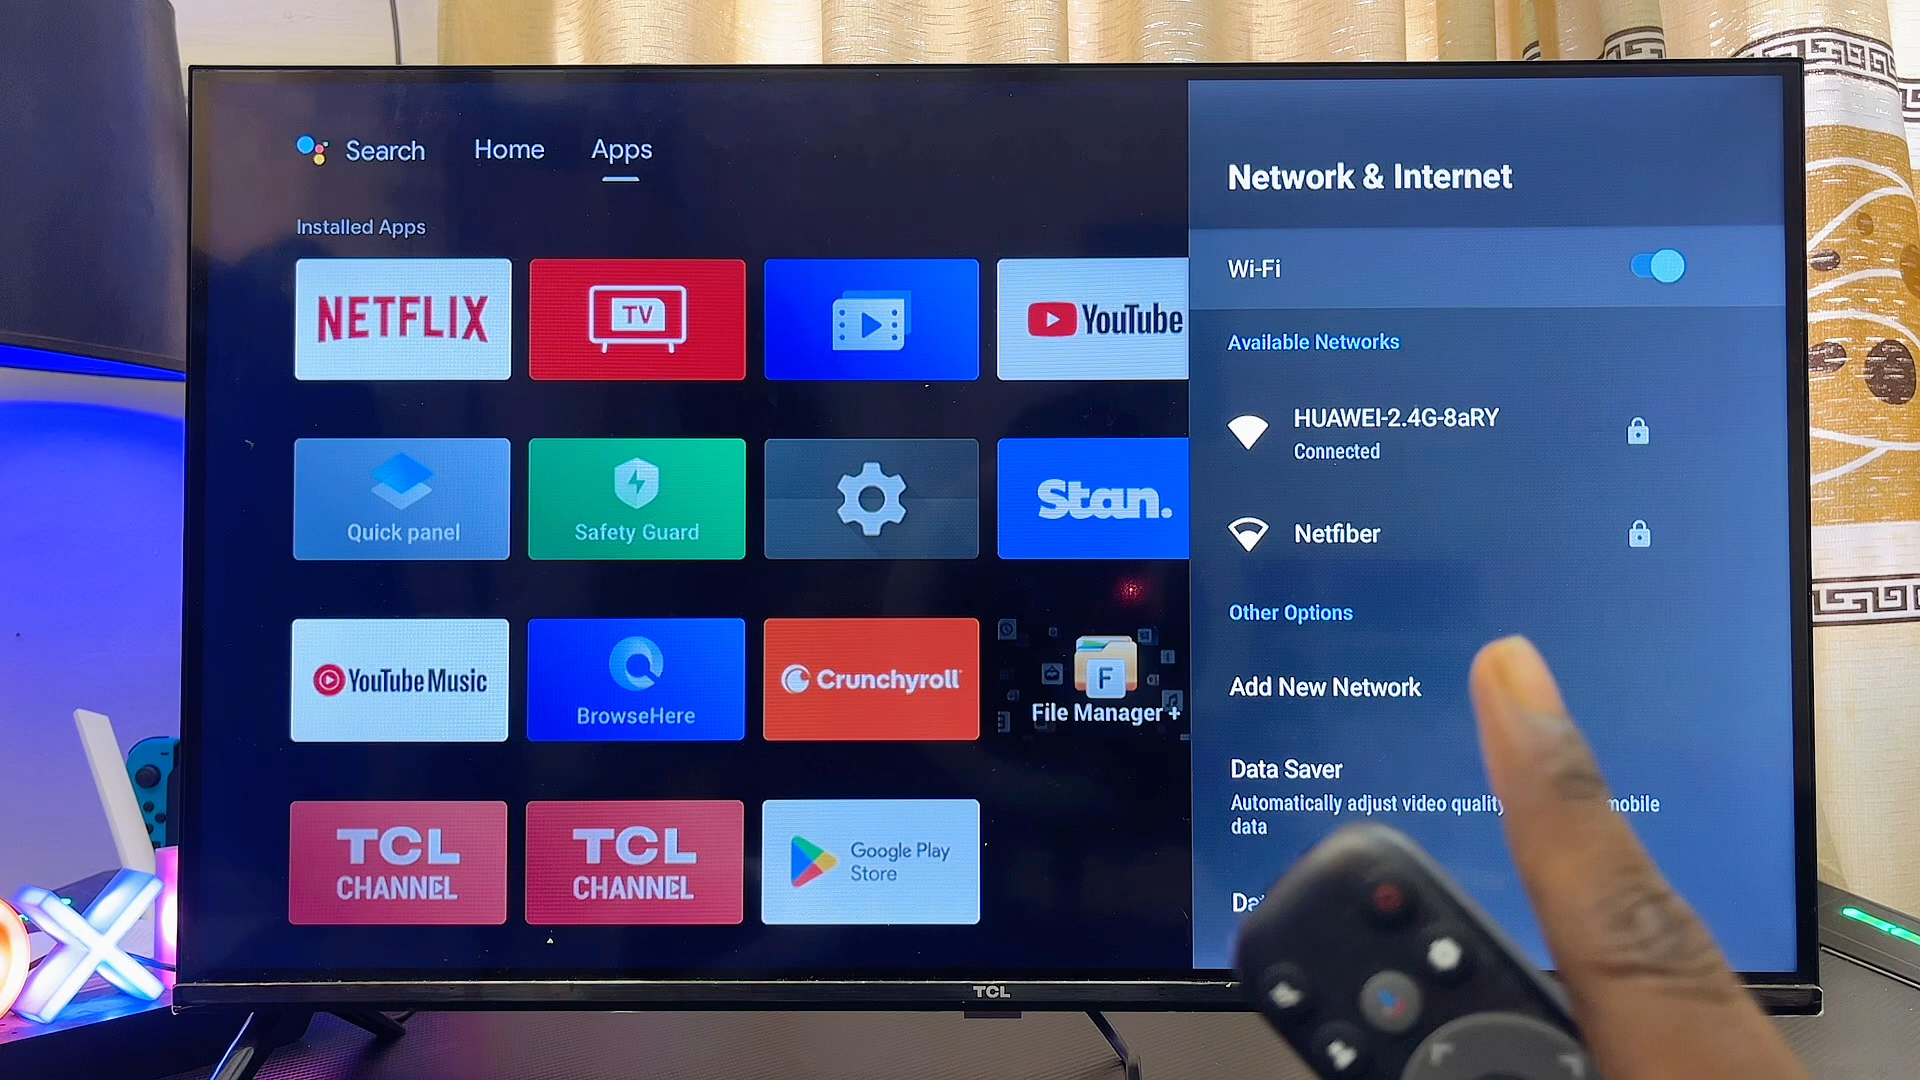 Search Home Apps
Installed Apps
NETFLIX
TV
YouTube
Quick panel
Safety Guard
Stan.
YouTube Music
BrowseHere
Crunchyroll
F
File Manager +
TCL
CHANNEL
TCL
CHANNEL
Google Play
Store
Network & Internet
Wi-Fi
Available Networks
HUAWEI-2.4G-8aRY
Connected
Netfiber
Other Options
Add New Network
Data Saver
Automatically adjust video quality mobile
data
TCL